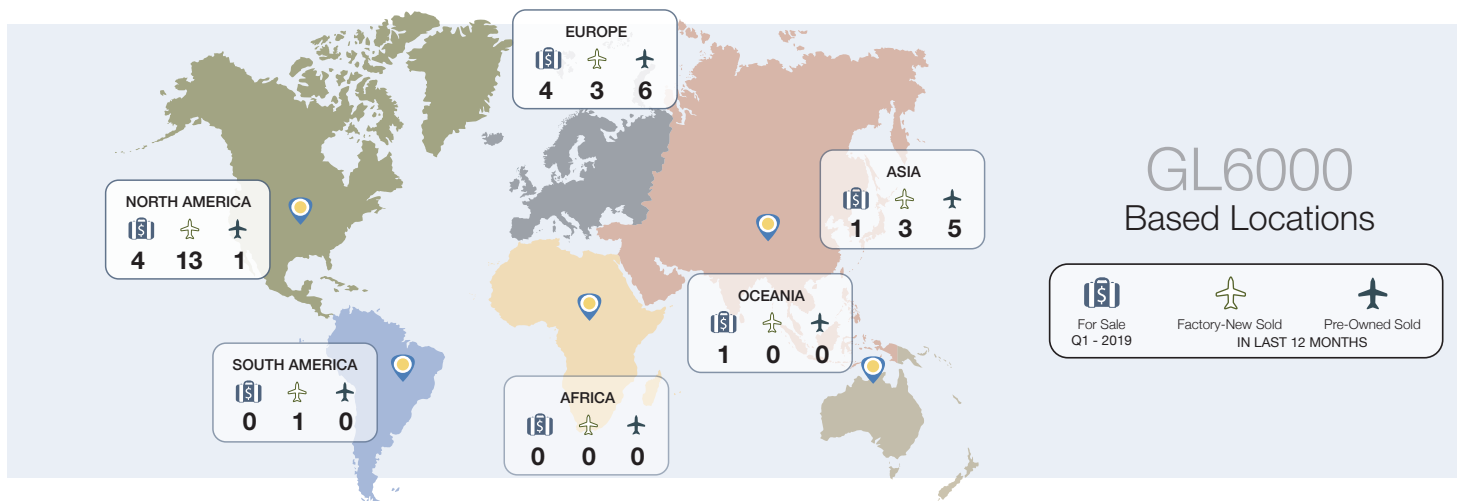 EUROPE
4 3 6
NORTH AMERICA
4 13 1
ASIA
1 3 5
OCEANIA
1 0 0
SOUTH AMERICA
0 1 0
AFRICA
0 0 0
GL6000
Based Locations
For Sale
Q1 - 2019
Factory-New Sold
Pre-Owned Sold
IN LAST 12 MONTHS